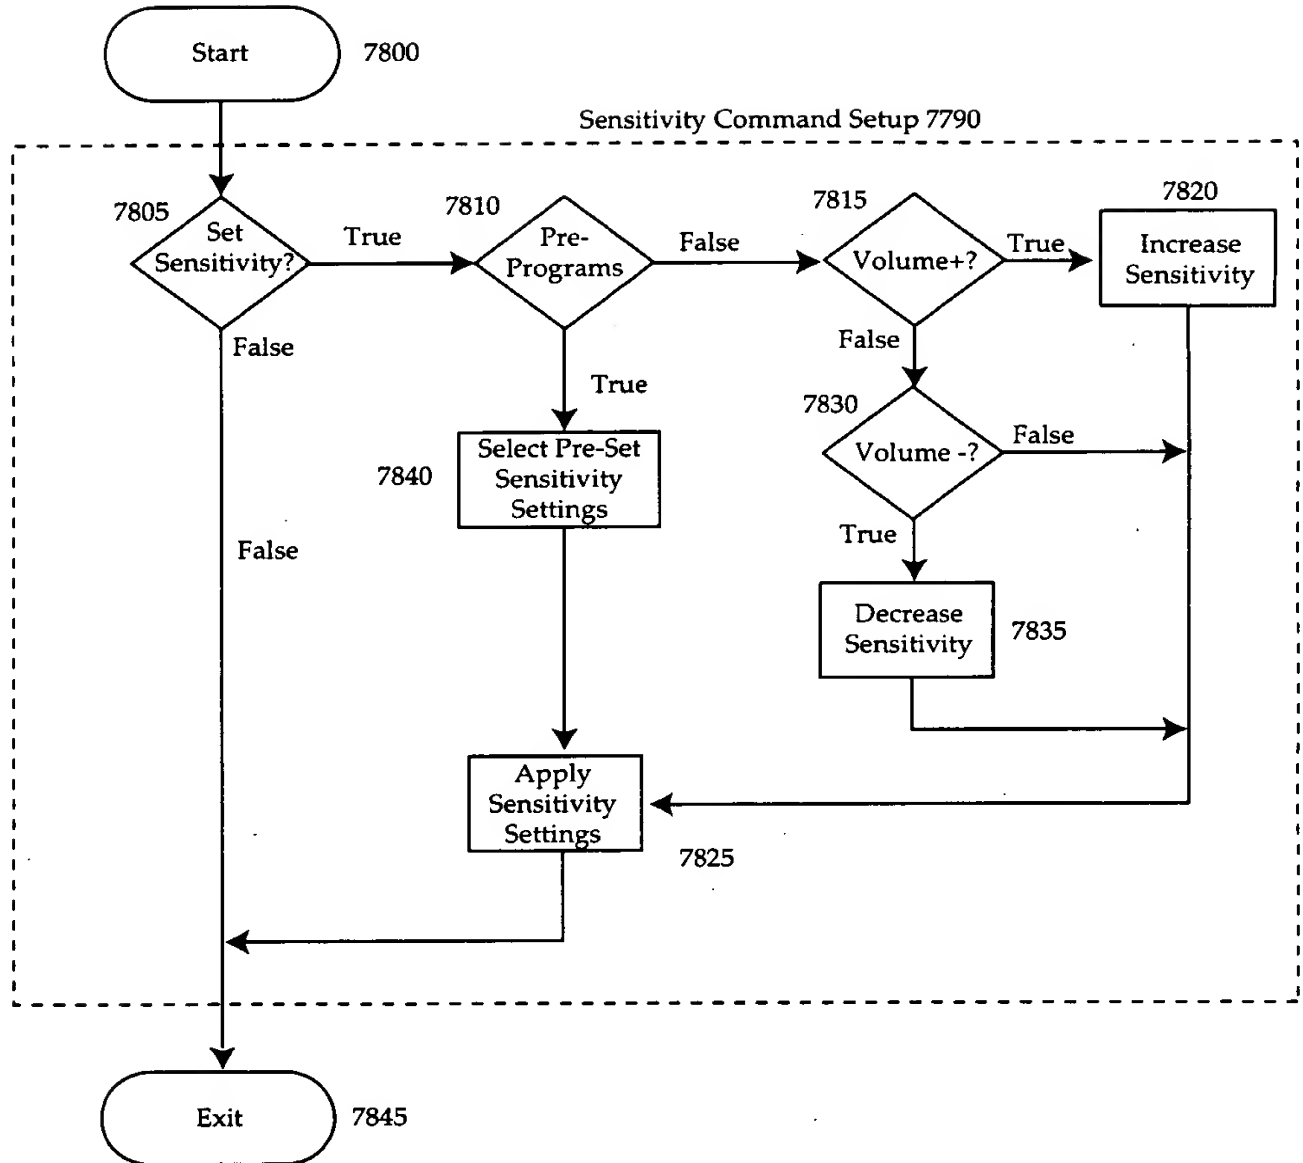 Start
7800
Sensitivity Command Setup 7790
7805
Set
Sensitivity?
True
False
False
7810
Pre-
Programs
False
True
7840
Select Pre-Set
Sensitivity
Settings
7815
Volume+?
True
False
7820
Increase
Sensitivity
7830
Volume -?
False
True
Decrease
Sensitivity
7835
Apply
Sensitivity
Settings
7825
Exit
7845